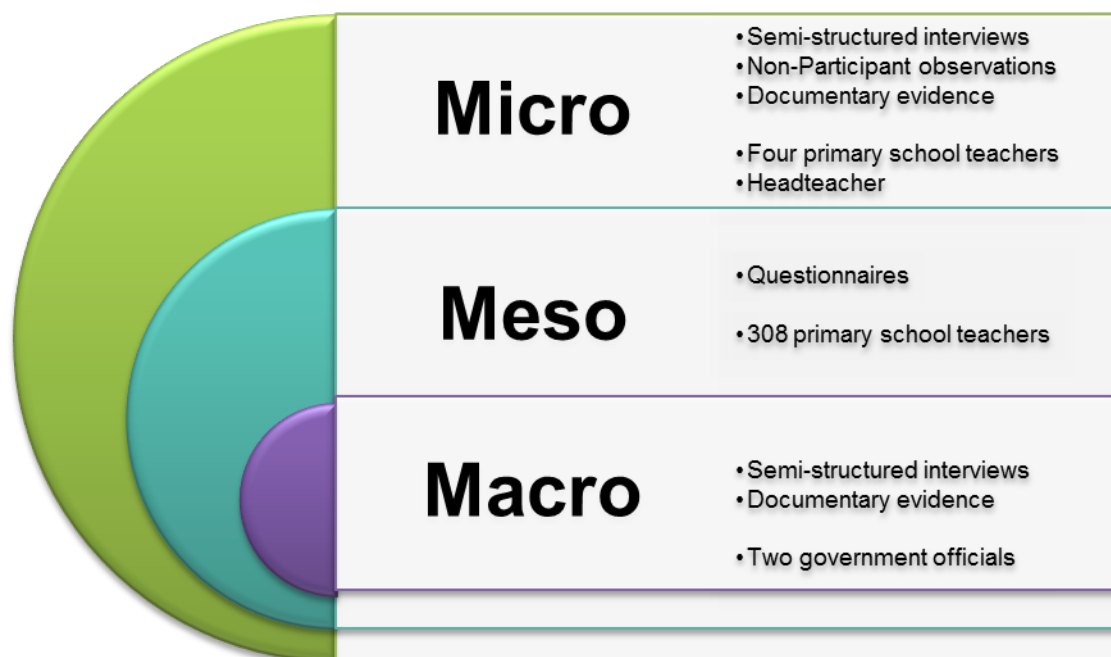 Micro
•Semi-structured interviews
•Non-Participant observations
•Documentary evidence
•Four primary school teachers
•Headteacher
Meso
•Questionnaires
•308 primary school teachers
Macro
•Semi-structured interviews
•Documentary evidence
•Two government officials